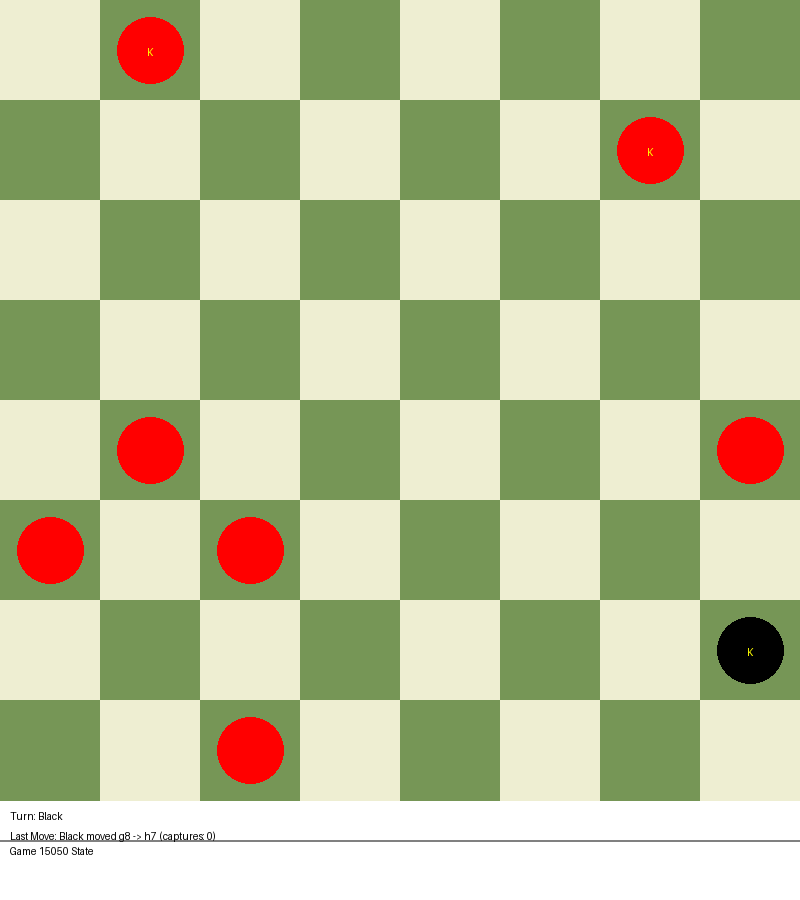 K
K
K
Turn: Black
Last Move: Black moved g8 -> h7 (captures: 0)
Game 15050 State